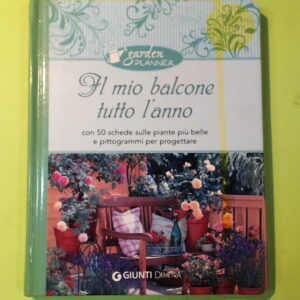 garden
PLANNER
Il mio balcone
tutto l'anno
con 50 schede sulle piante più belle
e pittogrammi per progettare
GIUNTI DEMETRA